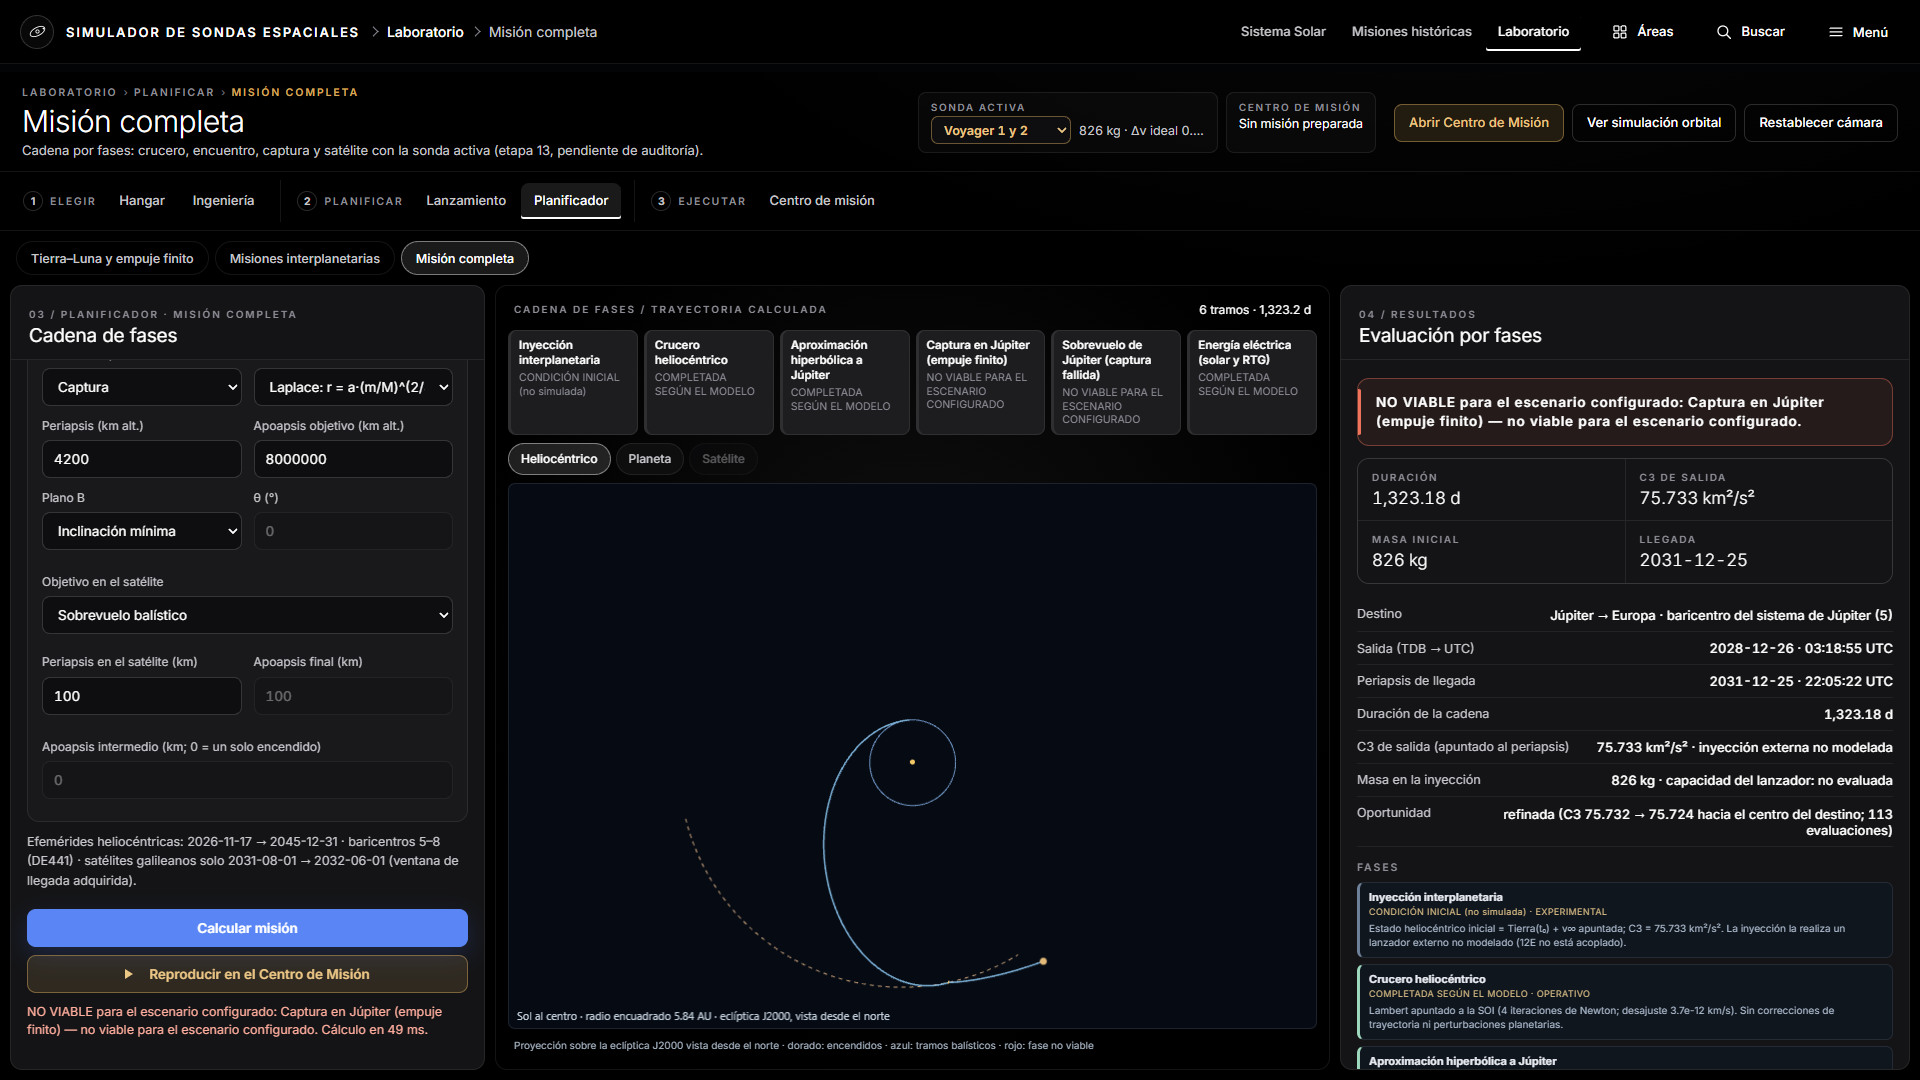 SIMULADOR DE SONDAS ESPACIALES > Laboratorio > Misión completa
Sistema Solar
Misiones históricas
Laboratorio
Áreas
Buscar
Menú
LABORATORIO › PLANIFICAR › MISIÓN COMPLETA
Misión completa
Cadena por fases: crucero, encuentro, captura y satélite con la sonda activa (etapa 13, pendiente de auditoría).
SONDA ACTIVA
Voyager 1 y 2
826 kg · Δv ideal 0....
CENTRO DE MISIÓN
Sin misión preparada
Abrir Centro de Misión
Ver simulación orbital
Restablecer cámara
1 ELEGIR
Hangar
Ingeniería
2 PLANIFICAR
Lanzamiento
Planificador
3 EJECUTAR
Centro de misión
Tierra–Luna y empuje finito
Misiones interplanetarias
Misión completa
03 / PLANIFICADOR · MISIÓN COMPLETA
Cadena de fases
Captura
Laplace: r = a·(m/M)^(2/
Periapsis (km alt.)
Apoapsis objetivo (km alt.)
4200
8000000
Plano B
θ (°)
Inclinación mínima
0
Objetivo en el satélite
Sobrevuelo balístico
Periapsis en el satélite (km)
Apoapsis final (km)
100
100
Apoapsis intermedio (km; 0 = un solo encendido)
0
Efemérides heliocéntricas: 2026-11-17 → 2045-12-31 · baricentros 5–8
(DE441) · satélites galileanos solo 2031-08-01 → 2032-06-01 (ventana de
llegada adquirida).
Calcular misión
Reproducir en el Centro de Misión
NO VIABLE para el escenario configurado: Captura en Júpiter (empuje
finito) — no viable para el escenario configurado. Cálculo en 49 ms.
CADENA DE FASES / TRAYECTORIA CALCULADA
6 tramos · 1,323.2 d
Inyección
interplanetaria
CONDICIÓN INICIAL
(no simulada)
Crucero
heliocéntrico
COMPLETADA
SEGÚN EL MODELO
Aproximación
hiperbólica a
Júpiter
COMPLETADA
SEGÚN EL MODELO
Captura en Júpiter
(empuje finito)
NO VIABLE PARA EL
ESCENARIO
CONFIGURADO
Sobrevuelo de
Júpiter (captura
fallida)
NO VIABLE PARA EL
ESCENARIO
CONFIGURADO
Energía eléctrica
(solar y RTG)
COMPLETADA
SEGÚN EL MODELO
Heliocéntrico
Planeta
Satélite
Sol al centro · radio encuadrado 5.84 AU · eclíptica J2000, vista desde el norte
Proyección sobre la eclíptica J2000 vista desde el norte · dorado: encendidos · azul: tramos balísticos · rojo: fase no viable
04 / RESULTADOS
Evaluación por fases
NO VIABLE para el escenario configurado: Captura en Júpiter
(empuje finito) — no viable para el escenario configurado.
DURACIÓN
1,323.18 d
C3 DE SALIDA
75.733 km²/s²
MASA INICIAL
826 kg
LLEGADA
2031-12-25
Destino
Júpiter → Europa · baricentro del sistema de Júpiter (5)
Salida (TDB → UTC)
2028-12-26 · 03:18:55 UTC
Periapsis de llegada
2031-12-25 · 22:05:22 UTC
Duración de la cadena
1,323.18 d
C3 de salida (apuntado al periapsis)
75.733 km²/s² · inyección externa no modelada
Masa en la inyección
826 kg · capacidad del lanzador: no evaluada
Oportunidad
refinada (C3 75.732 → 75.724 hacia el centro del destino; 113
evaluaciones)
FASES
Inyección interplanetaria
CONDICIÓN INICIAL (no simulada) · EXPERIMENTAL
Estado heliocéntrico inicial = Tierra(t₀) + v∞ apuntada; C3 = 75.733 km²/s². La inyección la realiza un
lanzador externo no modelado (12E no está acoplado).
Crucero heliocéntrico
COMPLETADA SEGÚN EL MODELO · OPERATIVO
Lambert apuntado a la SOI (4 iteraciones de Newton; desajuste 3.7e-12 km/s). Sin correcciones de
trayectoria ni perturbaciones planetarias.
Aproximación hiperbólica a Júpiter